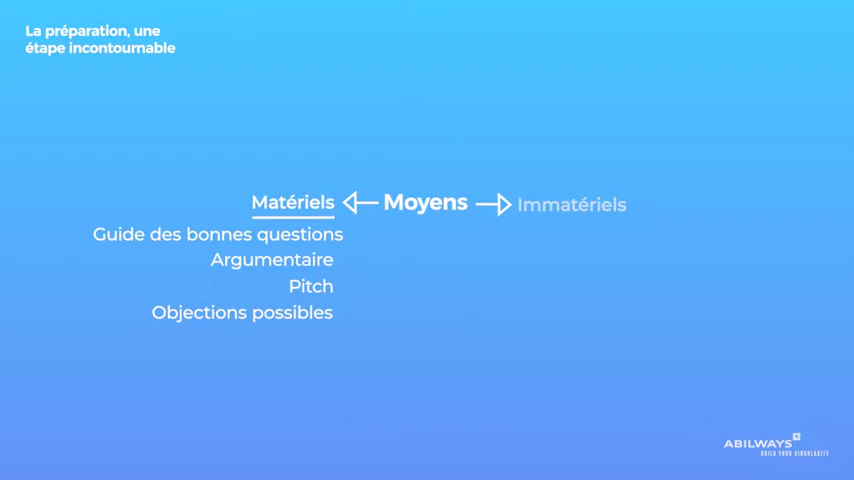 La préparation, une
étape incontournable
Matériels Moyens Immatériels
Guide des bonnes questions
Argumentaire
Pitch
Objections possibles
ABILWAYS
BUILD YOUR SINGULARITY